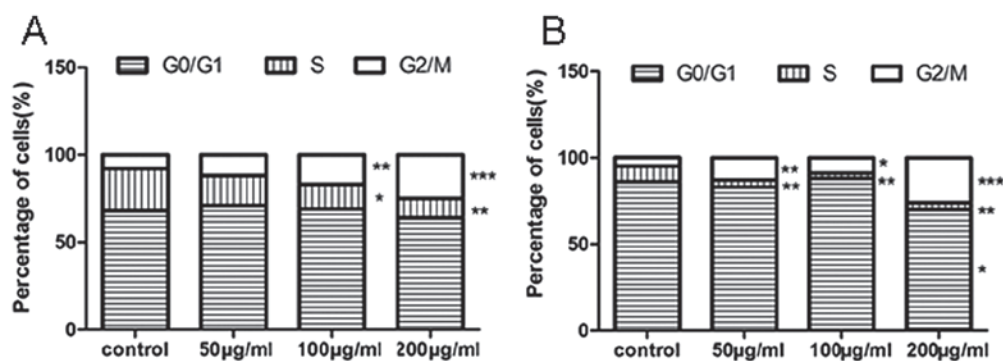 A
G0/G1 S G2/M
Percentage of cells(%)
150
100
50
0
**
*
***
**
control 50µg/ml 100µg/ml 200µg/ml
B
G0/G1 S G2/M
Percentage of cells(%)
150
100
50
0
**
**
*
**
***
**
*
control 50µg/ml 100µg/ml 200µg/ml